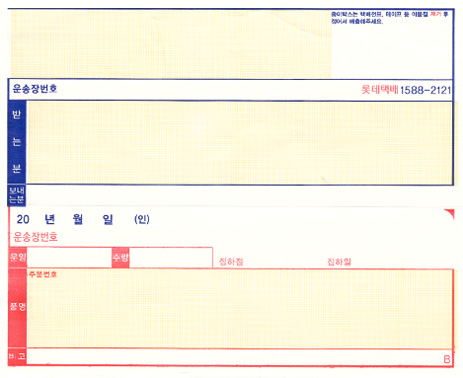 종이박스는 택배전표, 테이프 등 이물질 제거 후
접어서 배출해주세요.
운송장번호 롯데택배 1588-2121
받는분
보내는분
20 년 월 일 (인)
운송장번호
운임 수량 집하점 집하일
주문번호
품명
비고 B